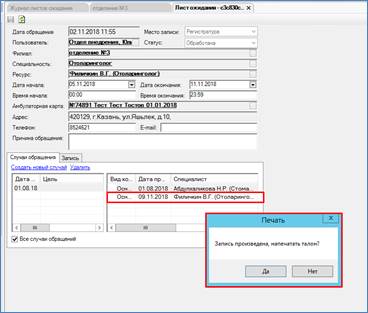 Журнал листов ожидания отделение №3 Лист ожидания - c3c830c...
Дата обращения 02.11.2018 11:55 Место записи: Регистратура
Пользователь: Отдел внедрения, Юль Статус: Обработана
Филиал: отделение №3
Специальность: Отоларинголог
Ресурс: Филичкин В.Г. (Отоларинголог)
Дата начала: 05.11.2018 Дата окончания: 11.11.2018
Время начала: 00:00 Время окончания: 23:59
Амбулаторная карта: №74891 Тест Тест Тестов 01.01.2018
Адрес: 420129, г.Казань, ул.Яшьлек, д.10,
Телефон: 8524621 E-mail:
Причина обращения:
Случаи обращения Запись
Создать новый случай Удалить
Дата ... Цель Вид ко... Дата пр... Специалист
01.08.18 Осн... 01.08.2018 Абдулхаликова Н.Р. (Стома...
Осн... 09.11.2018 Филичкин В.Г. (Отоларинго...
Все случаи обращений
Печать
Запись произведена, напечатать талон?
Да Нет